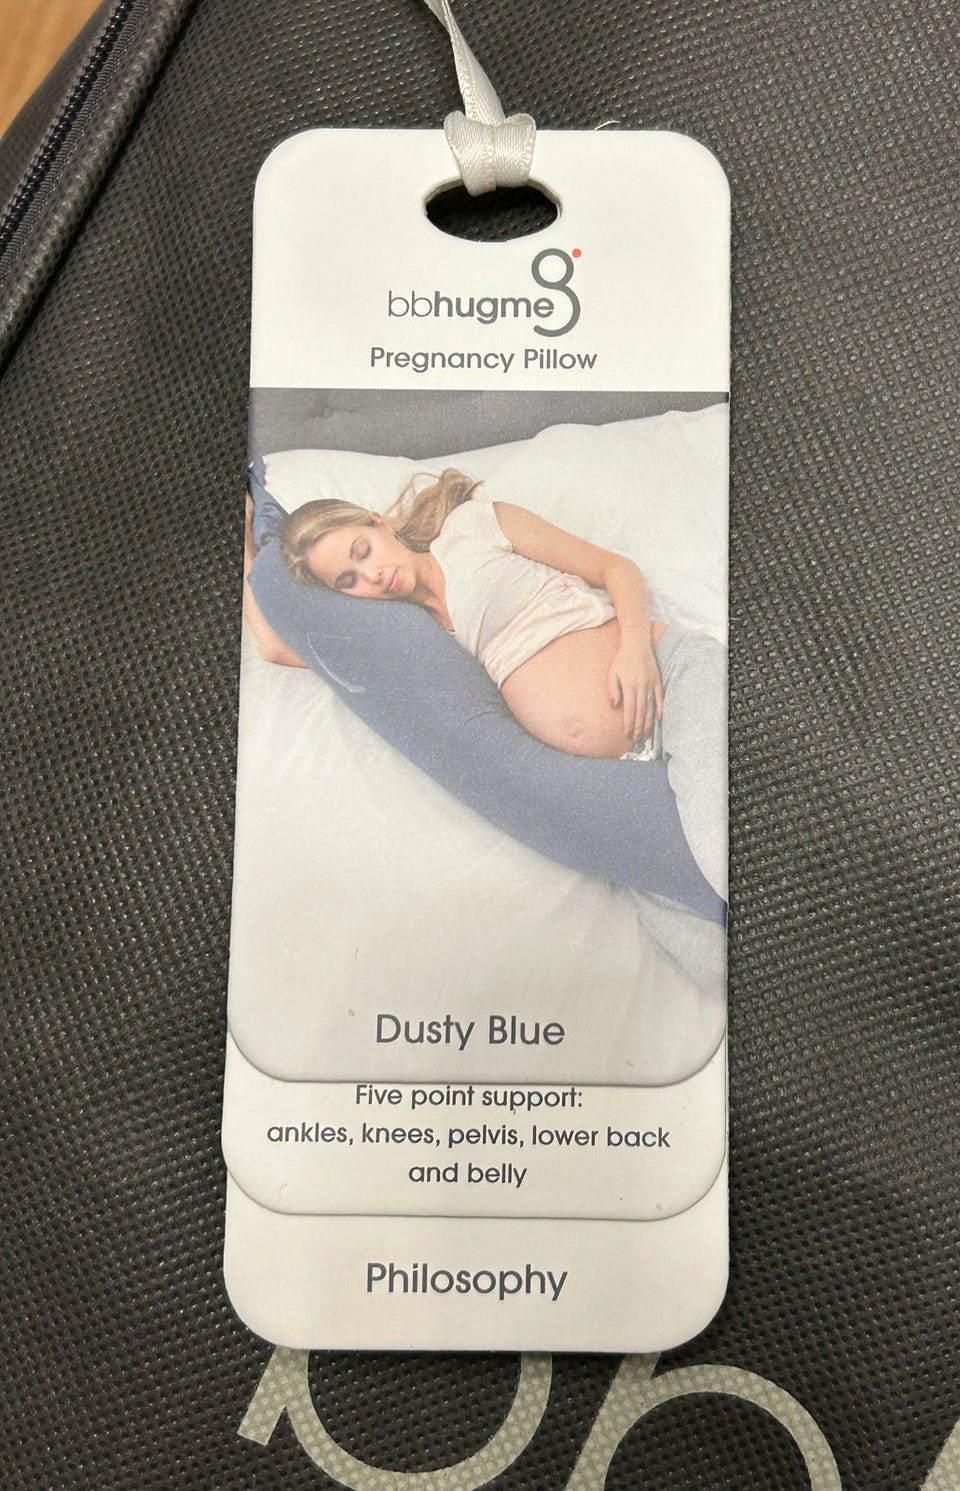 bbhugme
Pregnancy Pillow
Dusty Blue
Five point support:
ankles, knees, pelvis, lower back
and belly
Philosophy